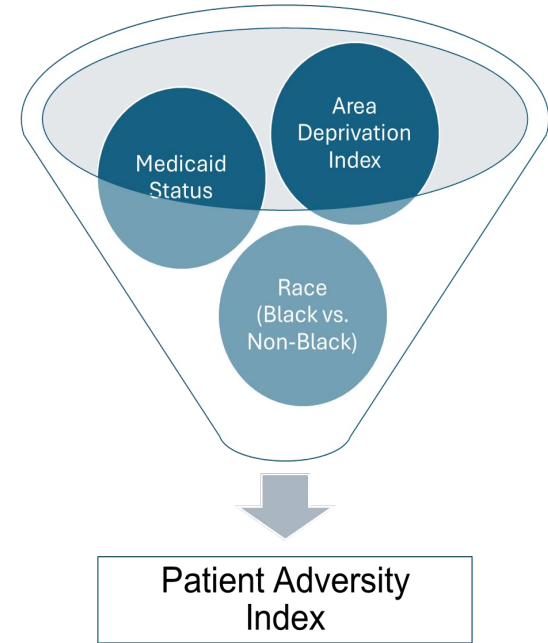 Area
Deprivation
Index
Medicaid
Status
Race
(Black vs.
Non-Black)
Patient Adversity
Index